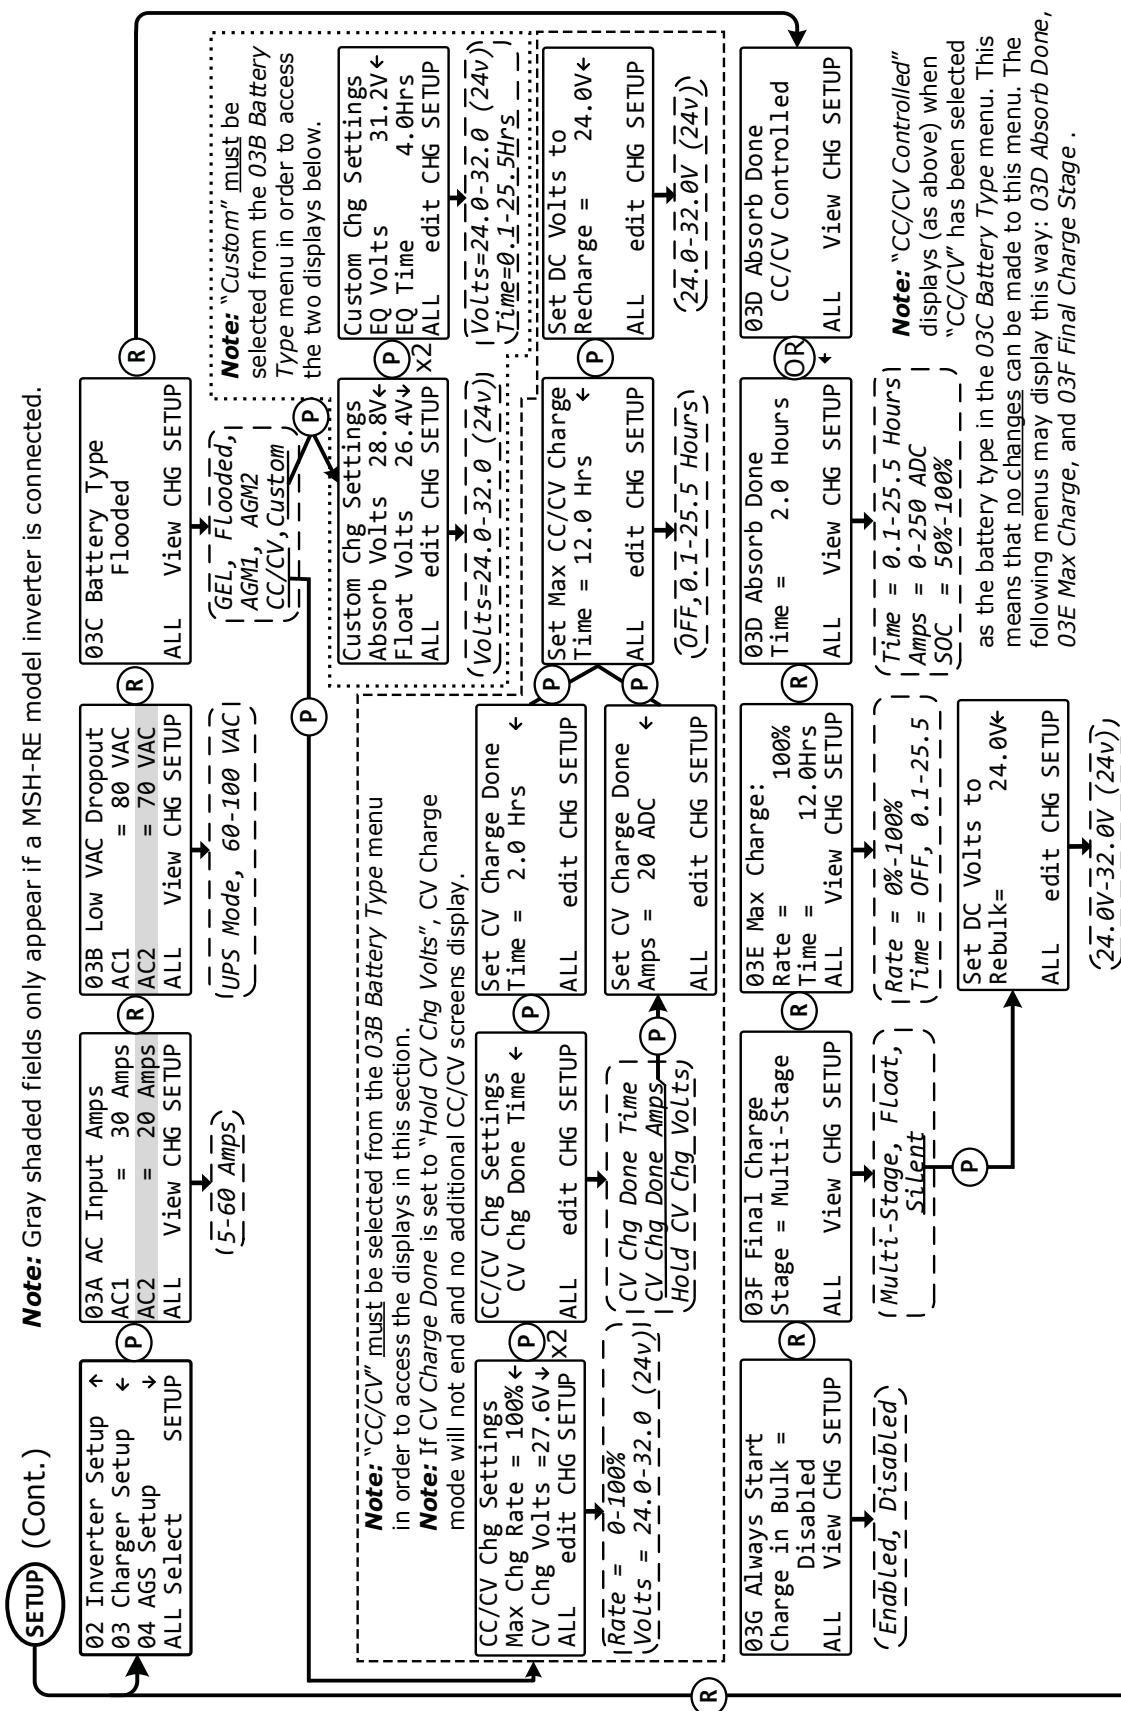 SETUP (Cont.)
Note: Gray shaded fields only appear if a MSH-RE model inverter is connected.
02 Inverter Setup ↑
03 Charger Setup ←
04 AGS Setup ↓
ALL Select SETUP
P
03A AC Input Amps
AC1 = 30 Amps
AC2 = 20 Amps
ALL View CHG SETUP
(5-60 Amps)
R
03B Low VAC Dropout
AC1 = 80 VAC
AC2 = 70 VAC
ALL View CHG SETUP
(UPS Mode, 60-100 VAC)
R
03C Battery Type
Flooded
ALL View CHG SETUP
(GEL, Flooded,
AGM1, AGM2
CC/CV, Custom)
R
P
P
Note: "Custom" must be
selected from the 03B Battery
Type menu in order to access
the two displays below.
Custom Chg Settings
Absorb Volts 28.8V←
Float Volts 26.4V↓
ALL edit CHG SETUP
(Volts=24.0-32.0 (24v))
P
x2
Custom Chg Settings
EQ Volts 31.2V←
EQ Time 4.0Hrs
ALL edit CHG SETUP
(Volts=24.0-32.0 (24v)
Time=0.1-25.5Hrs)
Note: "CC/CV" must be selected from the 03B Battery Type menu
in order to access the displays in this section.
Note: If CV Charge Done is set to "Hold CV Chg Volts", CV Charge
mode will not end and no additional CC/CV screens display.
CC/CV Chg Settings
Max Chg Rate = 100%←
CV Chg Volts =27.6V↓
ALL edit CHG SETUP
(Rate = 0-100%
Volts = 24.0-32.0 (24v))
P
x2
CC/CV Chg Settings
CV Chg Done Time ←
ALL edit CHG SETUP
(CV Chg Done Time
CV Chg Done Amps
Hold CV Chg Volts)
P
P
Set CV Charge Done
Time = 2.0 Hrs ←
ALL edit CHG SETUP
Set CV Charge Done
Amps = 20 ADC ←
ALL edit CHG SETUP
P
P
Set Max CC/CV Charge
Time = 12.0 Hrs ←
ALL edit CHG SETUP
(OFF,0.1-25.5 Hours)
P
Set DC Volts to
Recharge = 24.0V←
ALL edit CHG SETUP
(24.0-32.0V (24v))
03G Always Start
Charge in Bulk =
Disabled
ALL View CHG SETUP
(Enabled, Disabled)
R
03F Final Charge
Stage = Multi-Stage
ALL View CHG SETUP
(Multi-Stage, Float,
Silent)
P
R
03E Max Charge:
Rate = 100%
Time = 12.0Hrs
ALL View CHG SETUP
(Rate = 0%-100%
Time = OFF, 0.1-25.5)
Set DC Volts to
Rebulk= 24.0V←
ALL edit CHG SETUP
(24.0V-32.0V (24v))
R
03D Absorb Done
Time = 2.0 Hours
ALL View CHG SETUP
(Time = 0.1-25.5 Hours
Amps = 0-250 ADC
SOC = 50%-100%)
OR
03D Absorb Done
CC/CV Controlled
ALL View CHG SETUP
Note: "CC/CV Controlled"
displays (as above) when
"CC/CV" has been selected
as the battery type in the 03C Battery Type menu. This
means that no changes can be made to this menu. The
following menus may display this way: 03D Absorb Done,
03E Max Charge, and 03F Final Charge Stage .
R